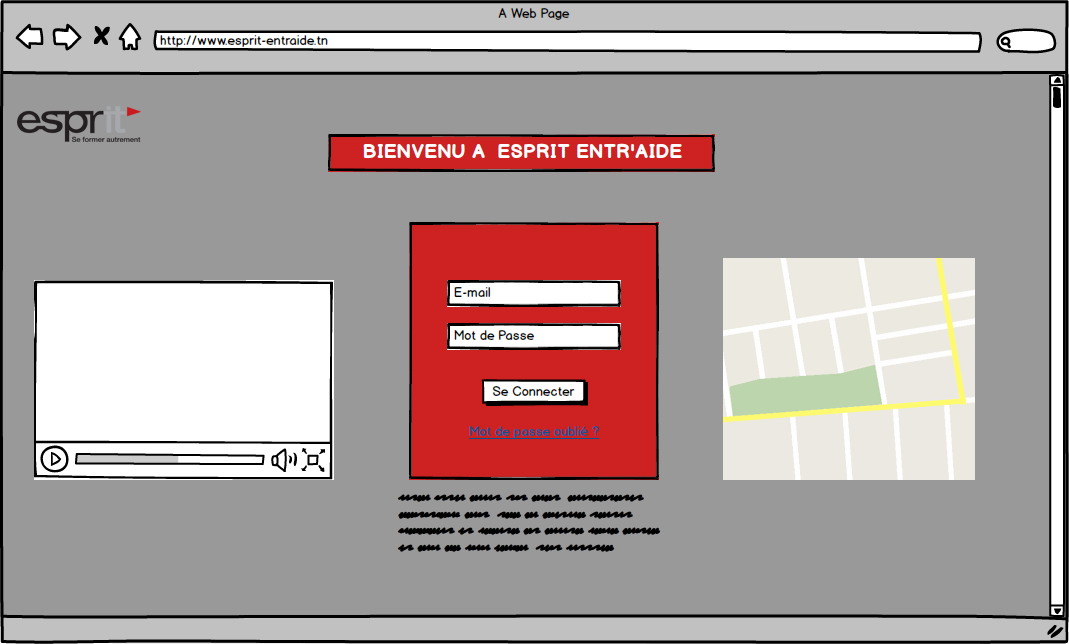 A Web Page
http://www.esprit-entraide.tn
esprit
Se former autrement
BIENVENU A ESPRIT ENTR'AIDE
E-mail
Mot de Passe
Se Connecter
Mot de passe oublié ?